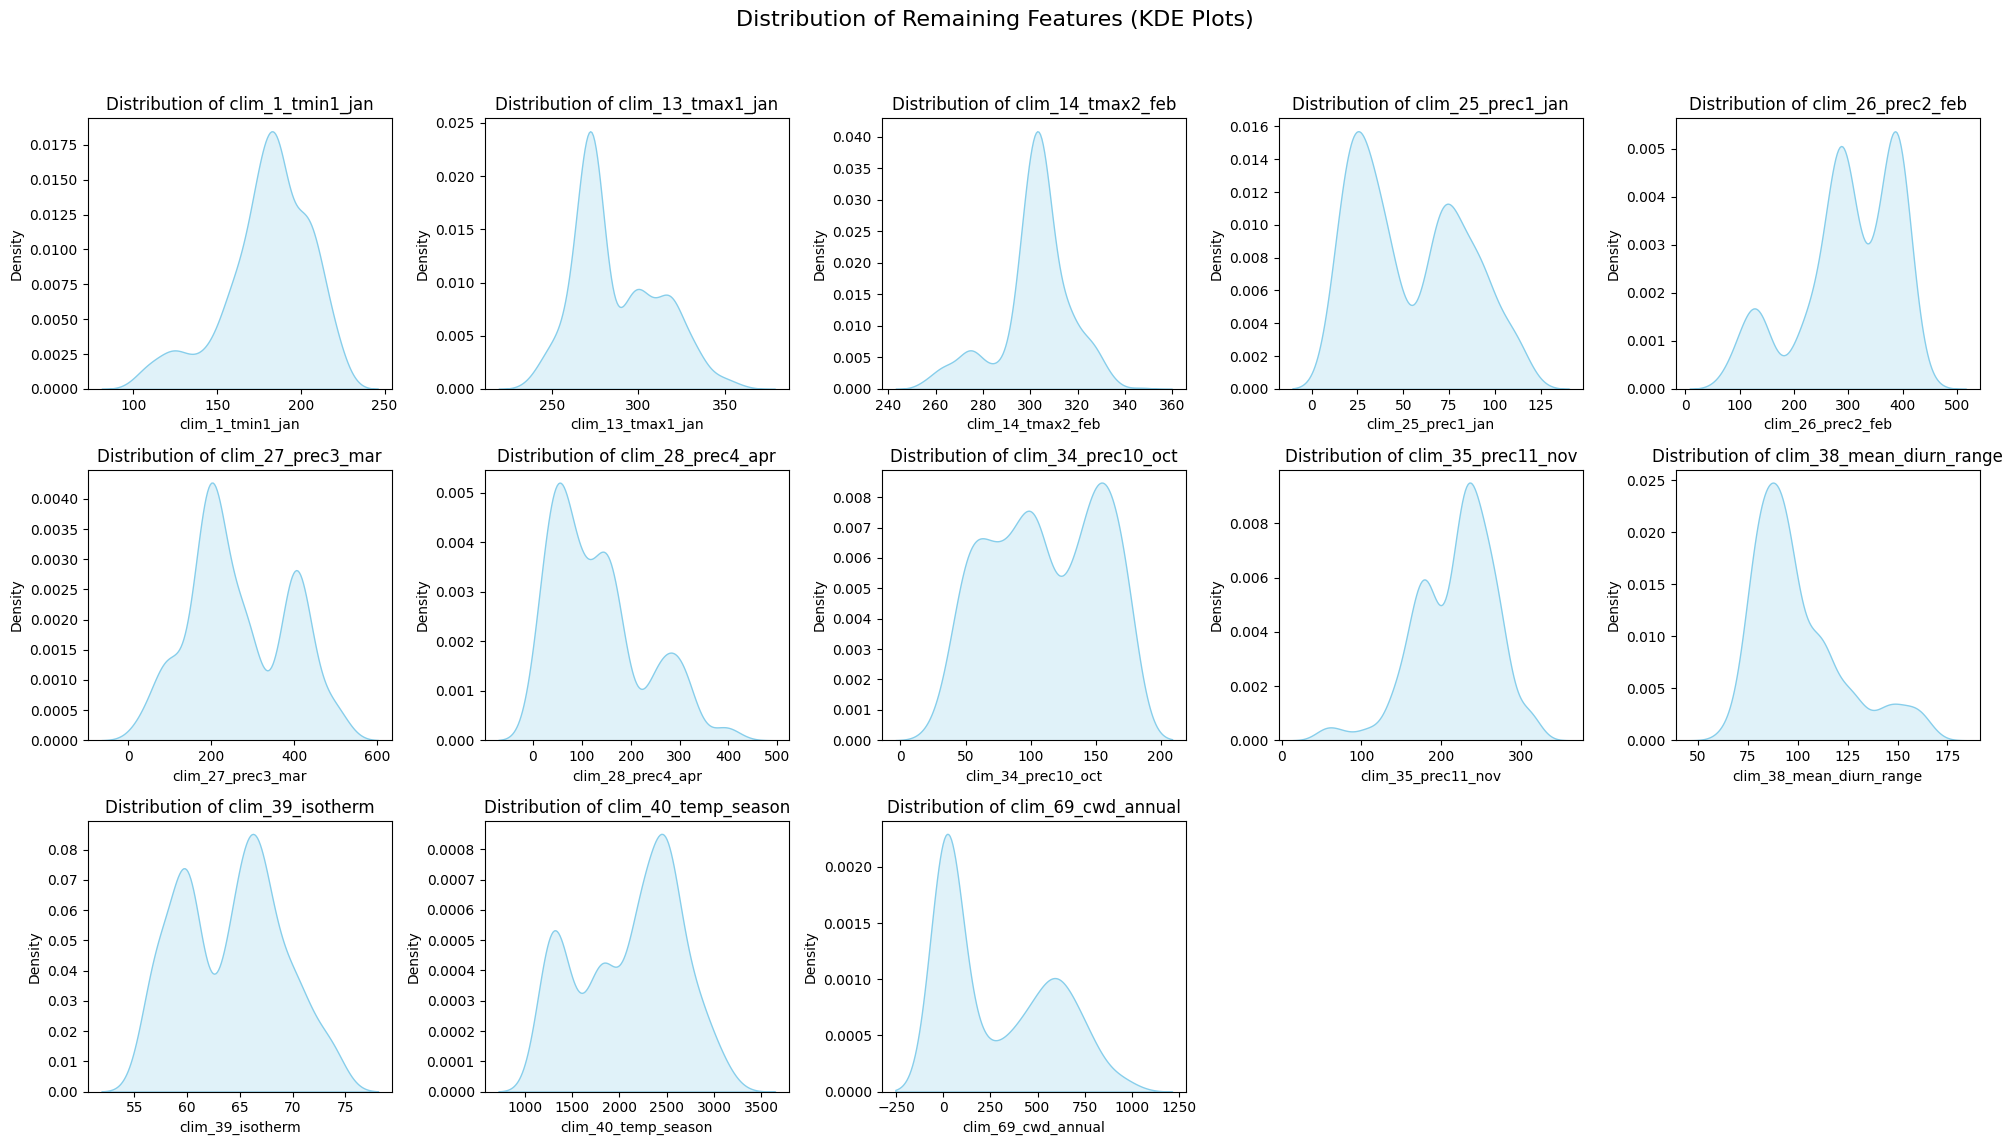 Distribution of Remaining Features (KDE Plots)
Distribution of clim_1_tmin1_jan
Density
0.0175
0.0150
0.0125
0.0100
0.0075
0.0050
0.0025
0.0000
100 150 200 250
clim_1_tmin1_jan
Distribution of clim_13_tmax1_jan
Density
0.025
0.020
0.015
0.010
0.005
0.000
250 300 350
clim_13_tmax1_jan
Distribution of clim_14_tmax2_feb
Density
0.040
0.035
0.030
0.025
0.020
0.015
0.010
0.005
0.000
240 260 280 300 320 340 360
clim_14_tmax2_feb
Distribution of clim_25_prec1_jan
Density
0.016
0.014
0.012
0.010
0.008
0.006
0.004
0.002
0.000
0 25 50 75 100 125
clim_25_prec1_jan
Distribution of clim_26_prec2_feb
Density
0.005
0.004
0.003
0.002
0.001
0.000
0 100 200 300 400 500
clim_26_prec2_feb
Distribution of clim_27_prec3_mar
Density
0.0040
0.0035
0.0030
0.0025
0.0020
0.0015
0.0010
0.0005
0.0000
0 200 400 600
clim_27_prec3_mar
Distribution of clim_28_prec4_apr
Density
0.005
0.004
0.003
0.002
0.001
0.000
0 100 200 300 400 500
clim_28_prec4_apr
Distribution of clim_34_prec10_oct
Density
0.008
0.007
0.006
0.005
0.004
0.003
0.002
0.001
0.000
0 50 100 150 200
clim_34_prec10_oct
Distribution of clim_35_prec11_nov
Density
0.008
0.006
0.004
0.002
0.000
0 100 200 300
clim_35_prec11_nov
Distribution of clim_38_mean_diurn_range
Density
0.025
0.020
0.015
0.010
0.005
0.000
50 75 100 125 150 175
clim_38_mean_diurn_range
Distribution of clim_39_isotherm
Density
0.08
0.07
0.06
0.05
0.04
0.03
0.02
0.01
0.00
55 60 65 70 75
clim_39_isotherm
Distribution of clim_40_temp_season
Density
0.0008
0.0007
0.0006
0.0005
0.0004
0.0003
0.0002
0.0001
0.0000
1000 1500 2000 2500 3000 3500
clim_40_temp_season
Distribution of clim_69_cwd_annual
Density
0.0020
0.0015
0.0010
0.0005
0.0000
−250 0 250 500 750 1000 1250
clim_69_cwd_annual